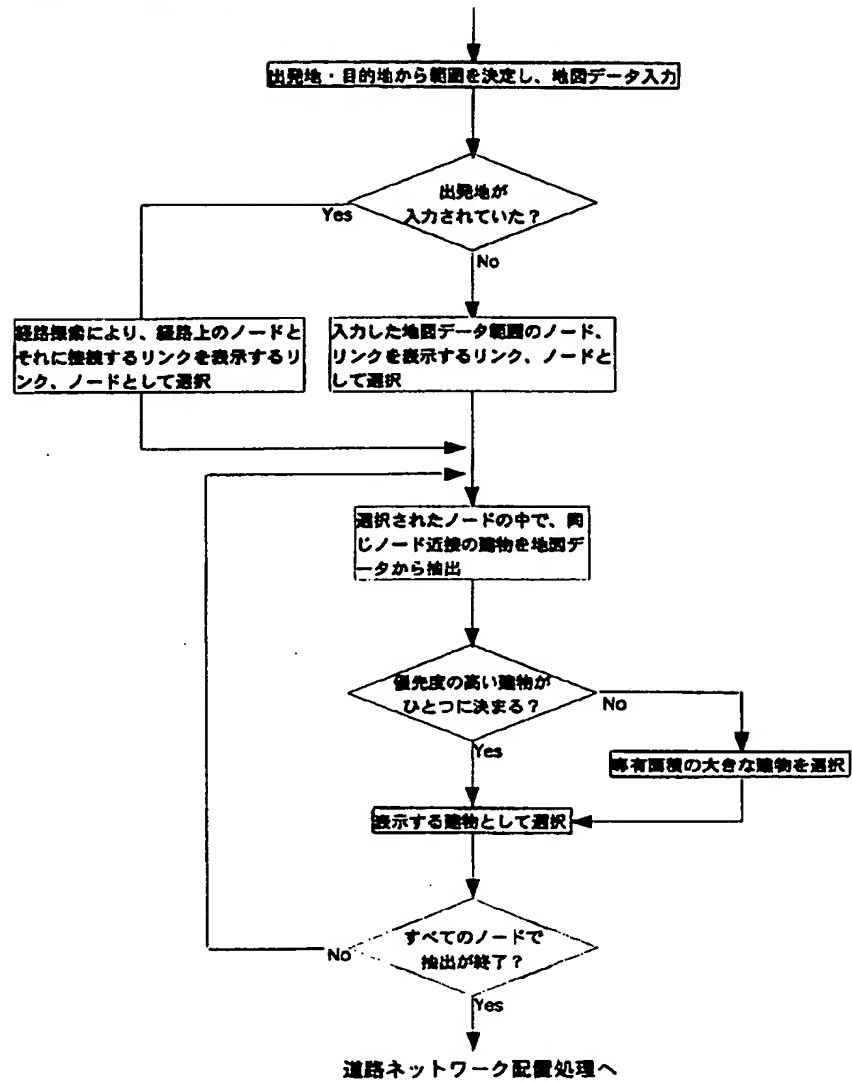 出発地・目的地から範囲を決定し、地図データ入力
出発地が
入力されていた？
Yes
No
経路探索により、経路上のノードと
それに接続するリンクを表示するリ
ンク、ノードとして選択
入力した地図データ範囲のノード、
リンクを表示するリンク、ノードと
して選択
選択されたノードの中で、同
じノード近接の建物を地図デ
ータから抽出
優先度の高い建物が
ひとつに決まる？
No
Yes
専有面積の大きな建物を選択
表示する建物として選択
すべてのノードで
抽出が終了？
No
Yes
道路ネットワーク配置処理へ